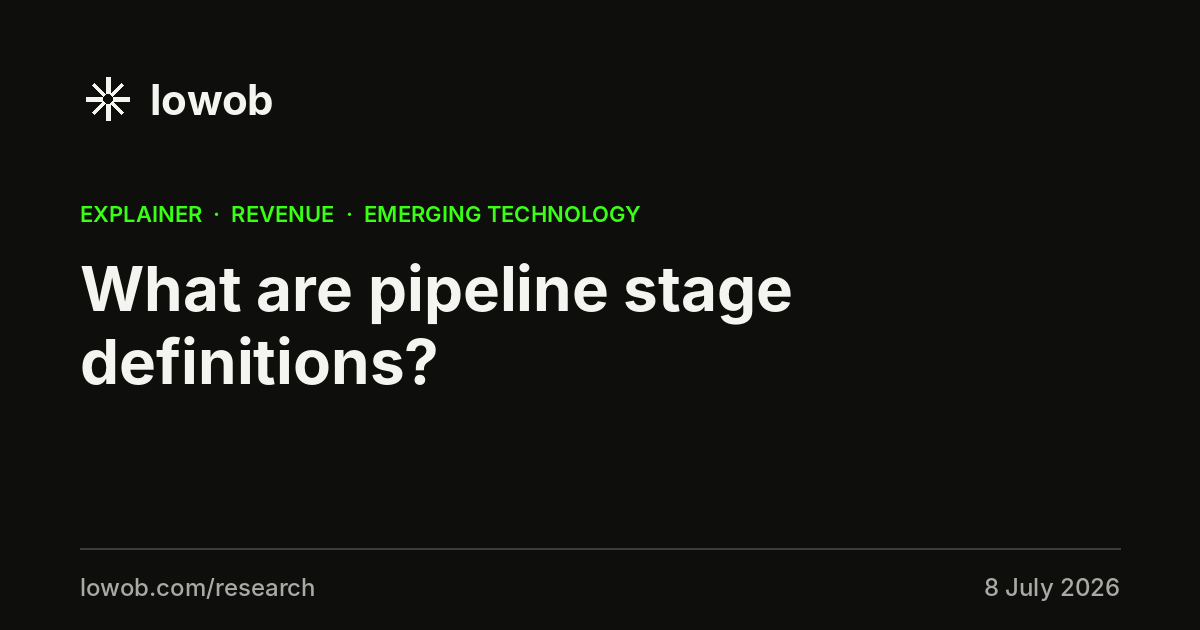 lowob
EXPLAINER · REVENUE · EMERGING TECHNOLOGY
What are pipeline stage
definitions?
lowob.com/research
8 July 2026